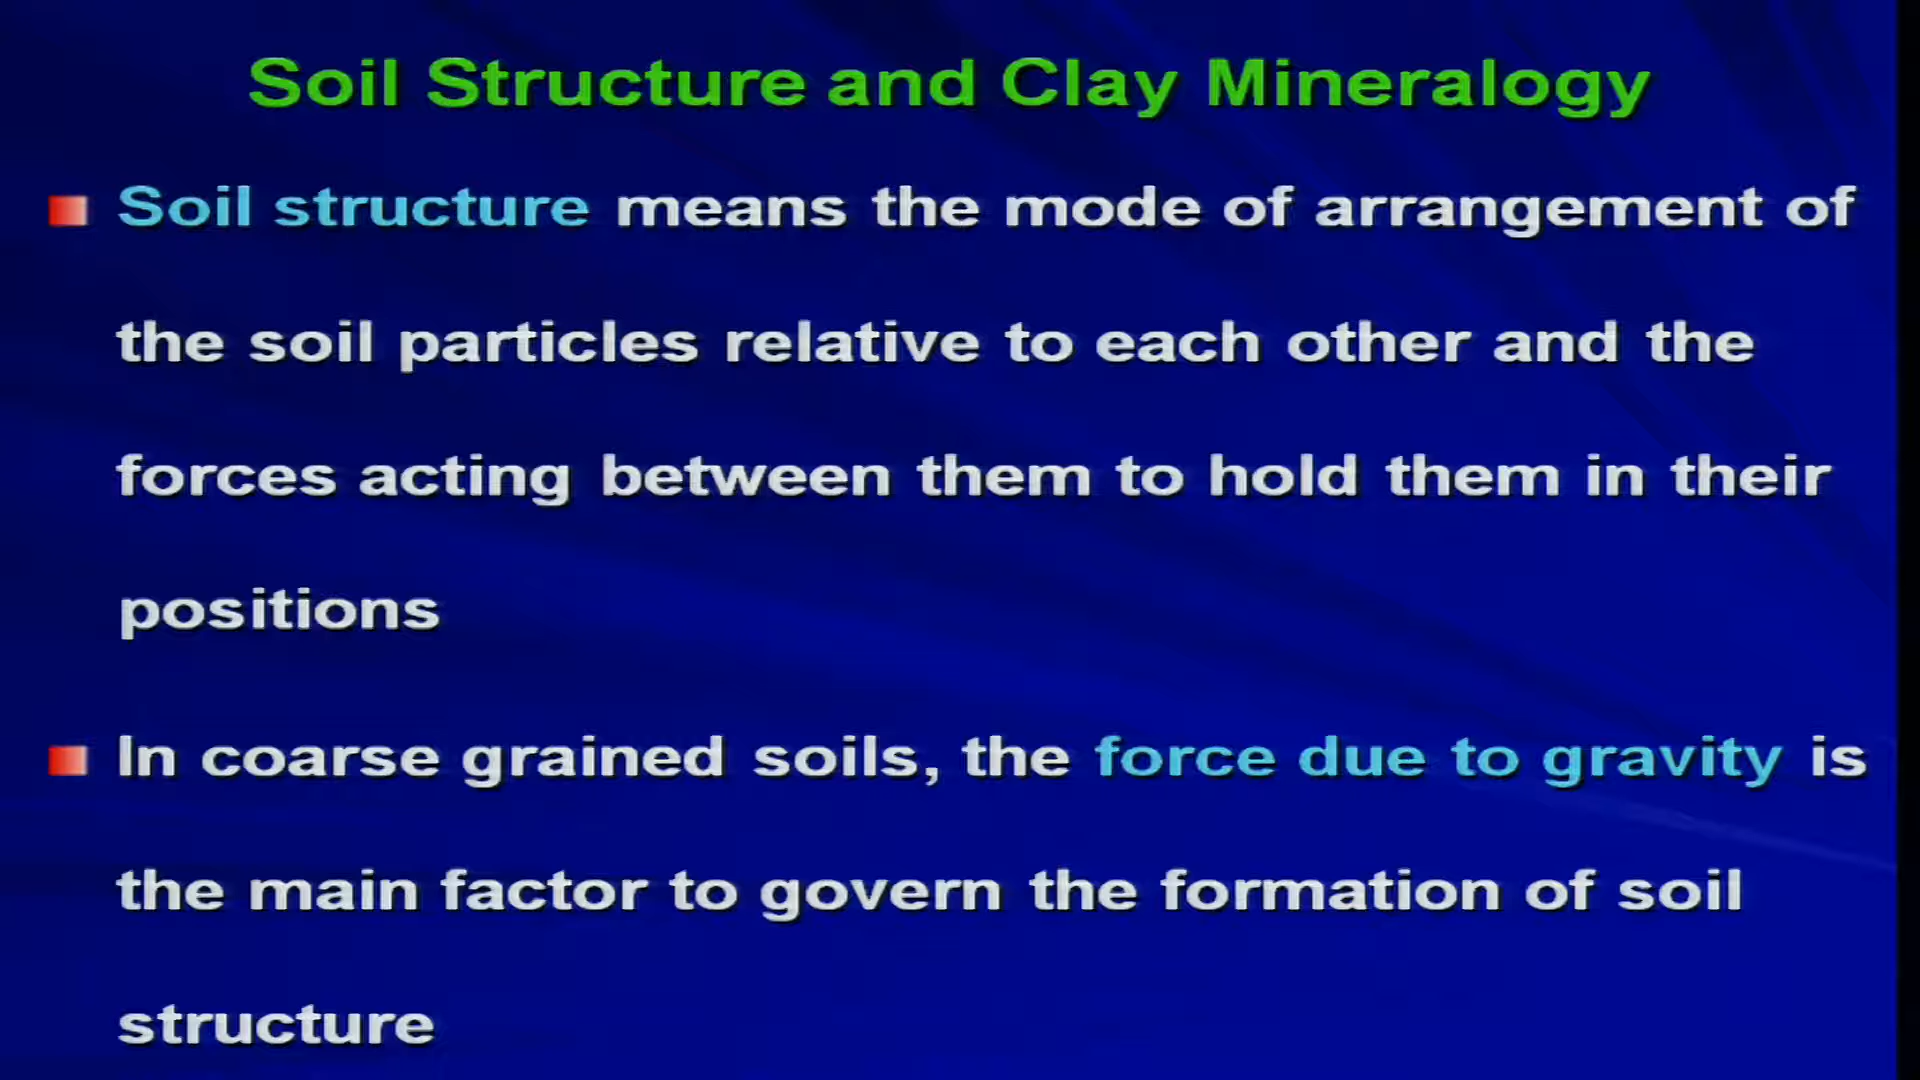 Soil Structure and Clay Mineralogy
Soil structure means the mode of arrangement of
the soil particles relative to each other and the
forces acting between them to hold them in their
positions
In coarse grained soils, the force due to gravity is
the main factor to govern the formation of soil
structure